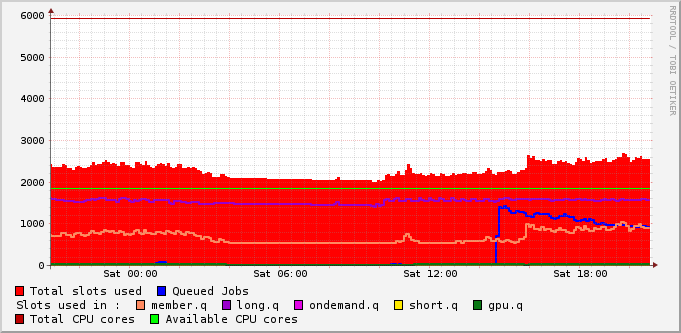 6000
5000
4000
3000
2000
1000
0
Sat 00:00 Sat 06:00 Sat 12:00 Sat 18:00
RRDTOOL / TOBI OETIKER
Total slots used Queued Jobs
Slots used in : member.q long.q ondemand.q short.q gpu.q
Total CPU cores Available CPU cores